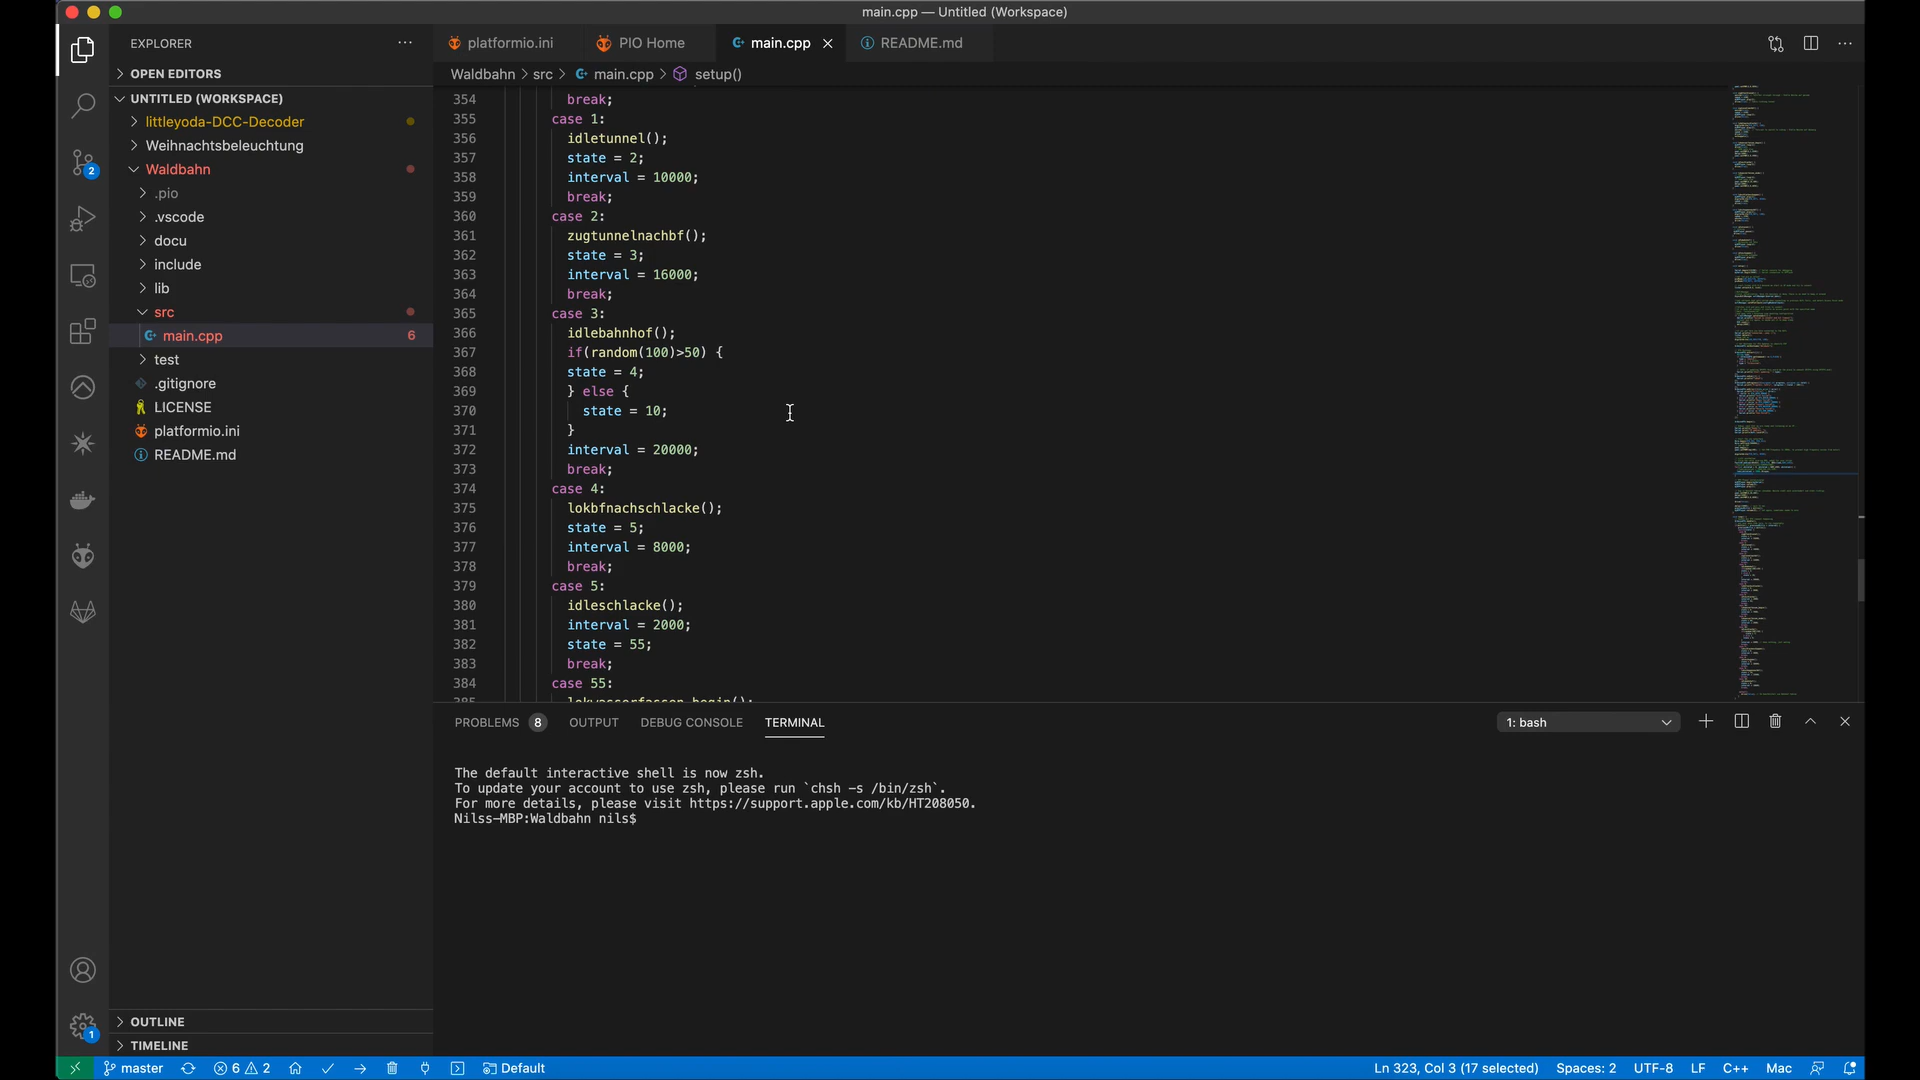 main.cpp — Untitled (Workspace)
EXPLORER
platformio.ini
PIO Home
main.cpp
README.md
OPEN EDITORS
Waldbahn > src > main.cpp > setup()
UNTITLED (WORKSPACE)
littleyoda-DCC-Decoder
Weihnachtsbeleuchtung
Waldbahn
.pio
.vscode
docu
include
lib
src
main.cpp 6
test
.gitignore
LICENSE
platformio.ini
README.md
OUTLINE
TIMELINE
2
1
354 break;
355 case 1:
356 idletunnel();
357 state = 2;
358 interval = 10000;
359 break;
360 case 2:
361 zugtunnelnachbf();
362 state = 3;
363 interval = 16000;
364 break;
365 case 3:
366 idlebahnhof();
367 if(random(100)>50) {
368 state = 4;
369 } else {
370 state = 10;
371 }
372 interval = 20000;
373 break;
374 case 4:
375 lokbfnachschlacke();
376 state = 5;
377 interval = 8000;
378 break;
379 case 5:
380 idleschlacke();
381 interval = 2000;
382 state = 55;
383 break;
384 case 55:
385 lokwasserfassen_begin();
PROBLEMS 8 OUTPUT DEBUG CONSOLE TERMINAL 1: bash
The default interactive shell is now zsh.
To update your account to use zsh, please run `chsh -s /bin/zsh`.
For more details, please visit https://support.apple.com/kb/HT208050.
Nilss-MBP:Waldbahn nils$
master 6 2 Default Ln 323, Col 3 (17 selected) Spaces: 2 UTF-8 LF C++ Mac